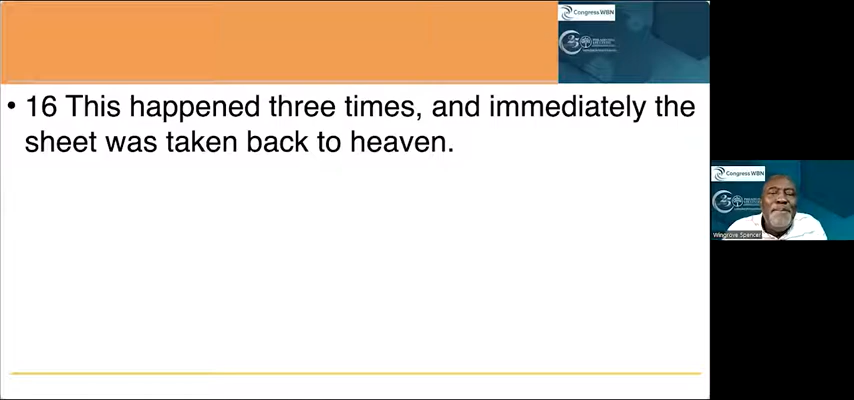 Congress WBN
• 16 This happened three times, and immediately the
sheet was taken back to heaven.
Congress WBN
Wingrove Spencer